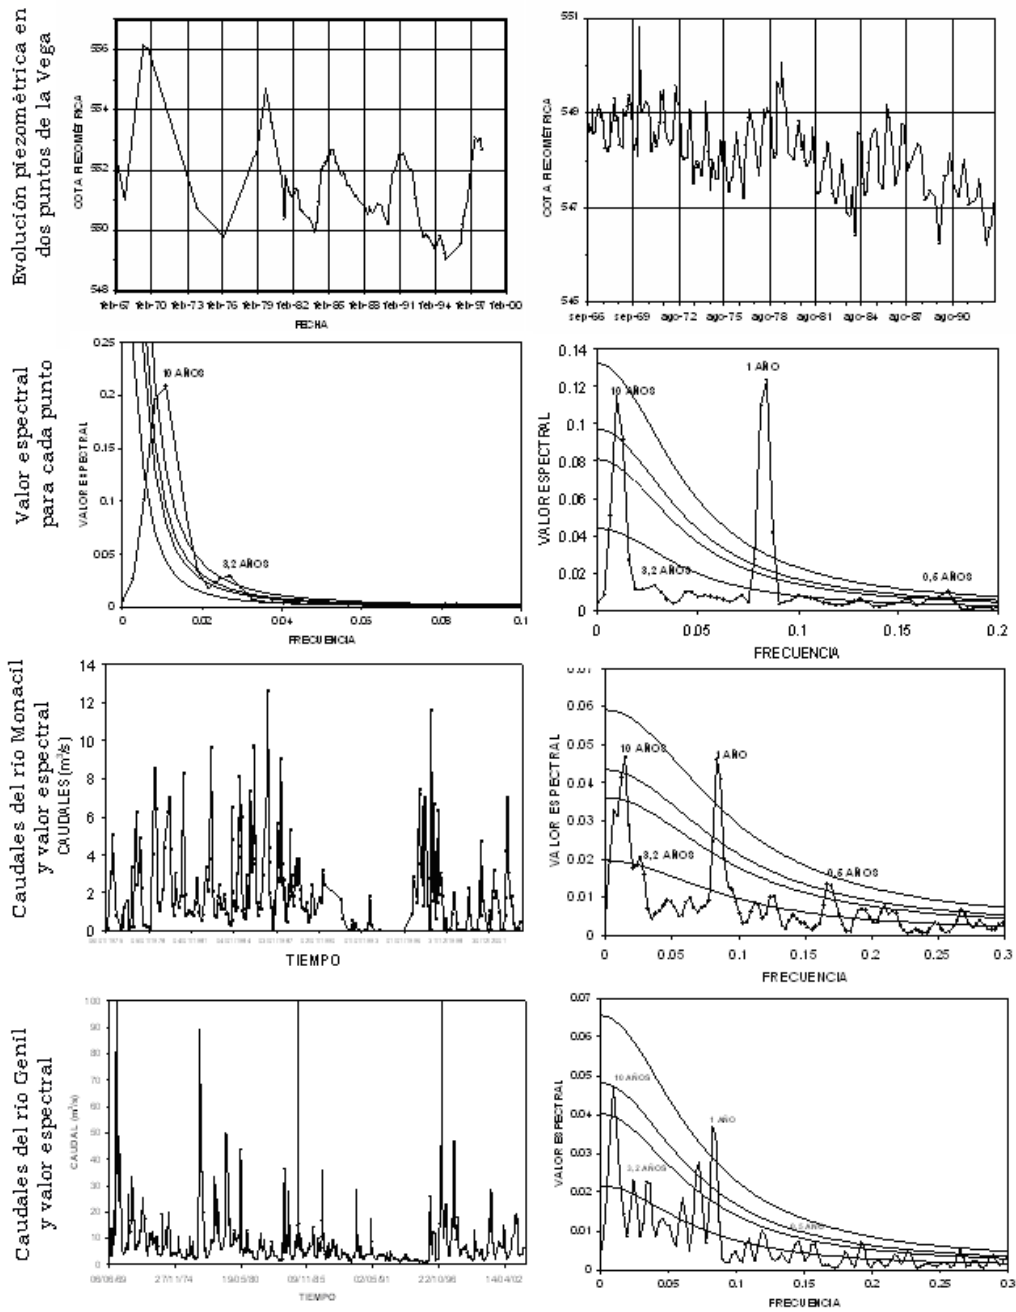 Evolución piezométrica en
dos puntos de la Vega
556
554
552
550
548
COTA PIEZOMÉTRICA
feb-67 feb-70 feb-73 feb-76 feb-79 feb-82 feb-85 feb-88 feb-91 feb-94 feb-97 feb-00
FECHA
551
549
547
545
COTA PIEZOMÉTRICA
sep-66 sep-69 ago-72 ago-75 ago-78 ago-81 ago-84 ago-87 ago-90
Valor espectral
para cada punto
0.25
0.2
0.15
0.1
0.05
0
VALOR ESPECTRAL
10 AÑOS
3,2 AÑOS
0 0.02 0.04 0.06 0.08 0.1
FRECUENCIA
0.14
0.12
0.1
0.08
0.06
0.04
0.02
0
VALOR ESPECTRAL
10 AÑOS
1 AÑO
3,2 AÑOS
0,5 AÑOS
0 0.05 0.1 0.15 0.2
FRECUENCIA
Caudales del río Monacil
y valor espectral
14
12
10
8
6
4
2
0
CAUDALES (m³/s)
TIEMPO
0.07
0.06
0.05
0.04
0.03
0.02
0.01
0
VALOR ESPECTRAL
10 AÑOS
1 AÑO
3,2 AÑOS
0,5 AÑOS
0 0.05 0.1 0.15 0.2 0.25 0.3
FRECUENCIA
Caudales del río Genil
y valor espectral
100
90
80
70
60
50
40
30
20
10
0
CAUDAL (m³/s)
06/06/69 27/11/74 19/05/80 09/11/85 02/05/91 22/10/96 14/04/02
TIEMPO
0.07
0.06
0.05
0.04
0.03
0.02
0.01
0
VALOR ESPECTRAL
10 AÑOS
1 AÑO
3,2 AÑOS
0,5 AÑO
0 0.05 0.1 0.15 0.2 0.25 0.3
FRECUENCIA